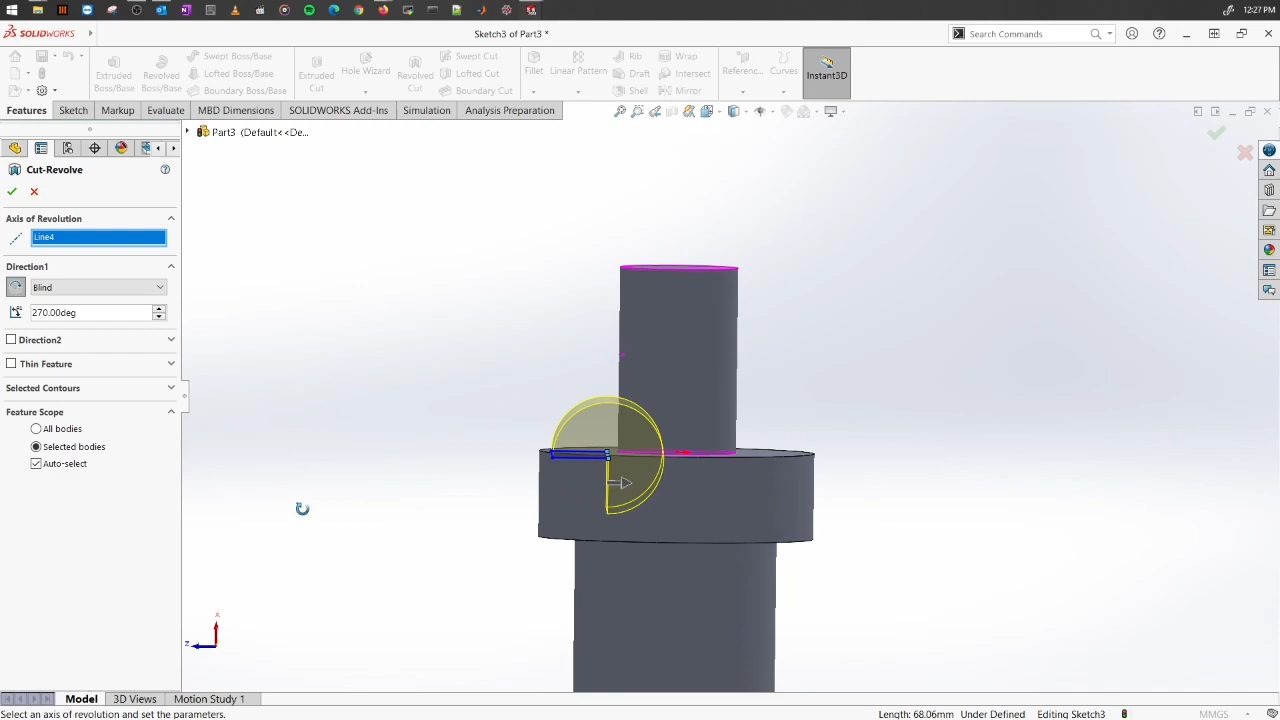 12:27 PM
SOLIDWORKS
Sketch3 of Part3 *
Search Commands
Extruded Boss/Base
Revolved Boss/Base
Swept Boss/Base
Lofted Boss/Base
Boundary Boss/Base
Extruded Cut
Hole Wizard
Revolved Cut
Swept Cut
Lofted Cut
Boundary Cut
Fillet
Linear Pattern
Rib
Draft
Shell
Wrap
Intersect
Mirror
Referenc...
Curves
Instant3D
Features
Sketch
Markup
Evaluate
MBD Dimensions
SOLIDWORKS Add-Ins
Simulation
Analysis Preparation
Part3 (Default<<De...
Cut-Revolve
Axis of Revolution
Line4
Direction1
Blind
270.00deg
Direction2
Thin Feature
Selected Contours
Feature Scope
All bodies
Selected bodies
Auto-select
x
z
Model
3D Views
Motion Study 1
Select an axis of revolution and set the parameters.
Length: 68.06mm
Under Defined
Editing Sketch3
MMGS